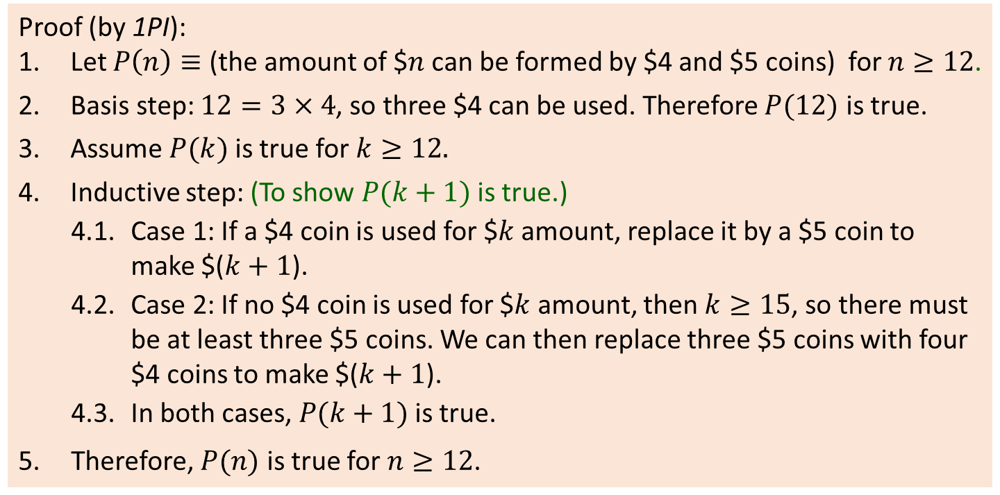 Proof (by 1PI):
1. Let P(n) ≡ (the amount of $n can be formed by $4 and $5 coins) for n ≥ 12.
2. Basis step: 12 = 3 × 4, so three $4 can be used. Therefore P(12) is true.
3. Assume P(k) is true for k ≥ 12.
4. Inductive step: (To show P(k + 1) is true.)
4.1. Case 1: If a $4 coin is used for $k amount, replace it by a $5 coin to
make $(k + 1).
4.2. Case 2: If no $4 coin is used for $k amount, then k ≥ 15, so there must
be at least three $5 coins. We can then replace three $5 coins with four
$4 coins to make $(k + 1).
4.3. In both cases, P(k + 1) is true.
5. Therefore, P(n) is true for n ≥ 12.